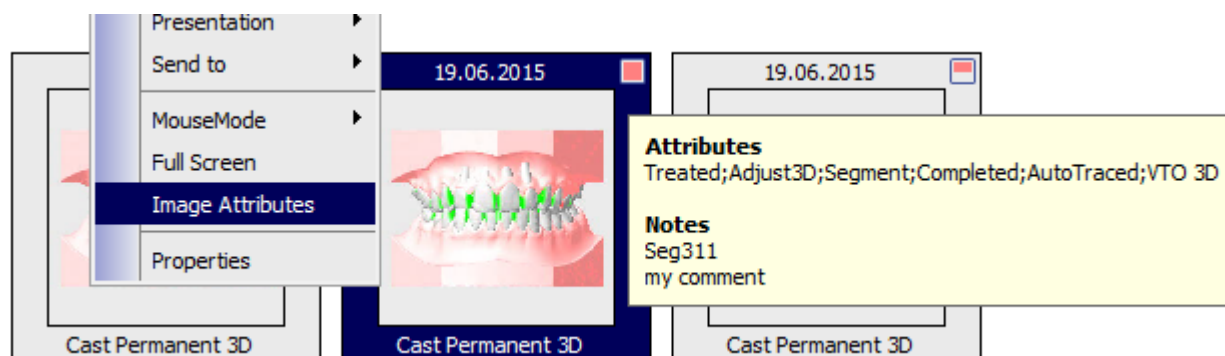 Presentation
Send to
MouseMode
Full Screen
Image Attributes
Properties
Cast Permanent 3D
19.06.2015
Cast Permanent 3D
19.06.2015
Cast Permanent 3D
Attributes
Treated;Adjust3D;Segment;Completed;AutoTraced;VTO 3D
Notes
Seg311
my comment